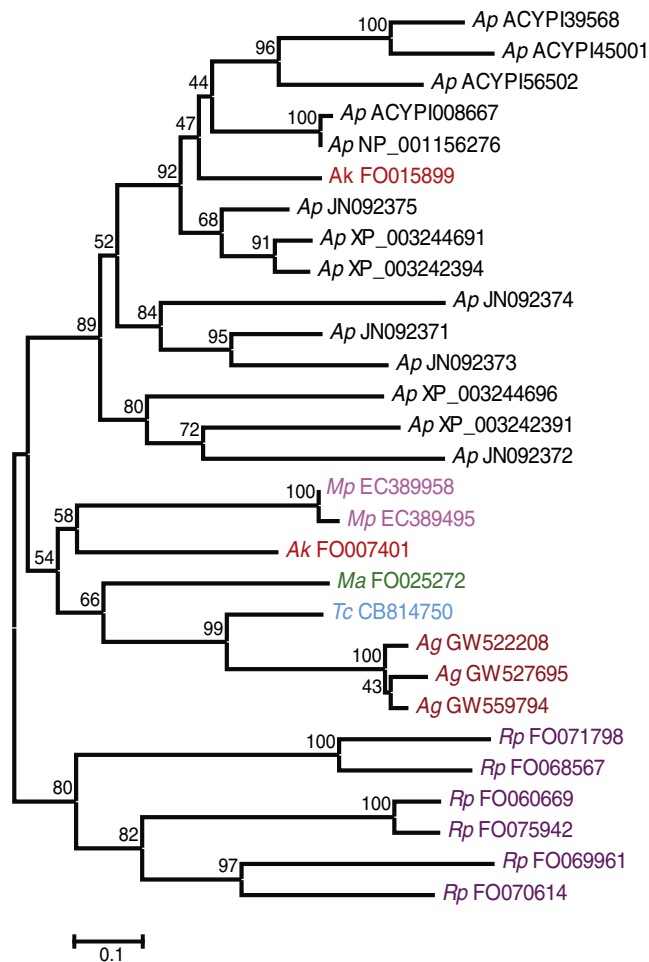 100
Ap ACYPI39568
96
Ap ACYPI45001
44
Ap ACYPI56502
100
Ap ACYPI008667
47
Ap NP_001156276
92
Ak FO015899
68
Ap JN092375
52
91
Ap XP_003244691
Ap XP_003242394
84
Ap JN092374
89
95
Ap JN092371
Ap JN092373
80
Ap XP_003244696
72
Ap XP_003242391
Ap JN092372
100
Mp EC389958
58
Mp EC389495
54
Ak FO007401
66
Ma FO025272
99
Tc CB814750
100
Ag GW522208
43
Ag GW527695
Ag GW559794
100
Rp FO071798
80
Rp FO068567
100
Rp FO060669
82
Rp FO075942
97
Rp FO069961
Rp FO070614
0.1